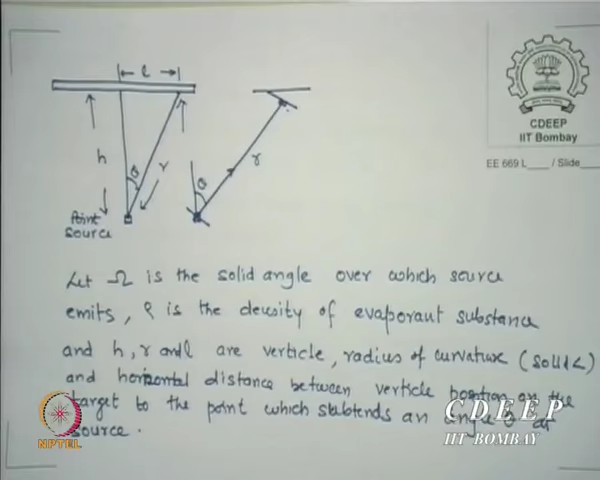 CDEEP
IIT Bombay
EE 669 L____ / Slide____
l
h
θ
r
θ
r
Point
source
Let Ω is the solid angle over which source
emits, ρ is the density of evaporant substance
and h, r and l are verticle, radius of curvature (solid<)
and horizontal distance between verticle position on the
target to the point which subtends an angle θ at
source.
NPTEL
CDEEP
IIT BOMBAY